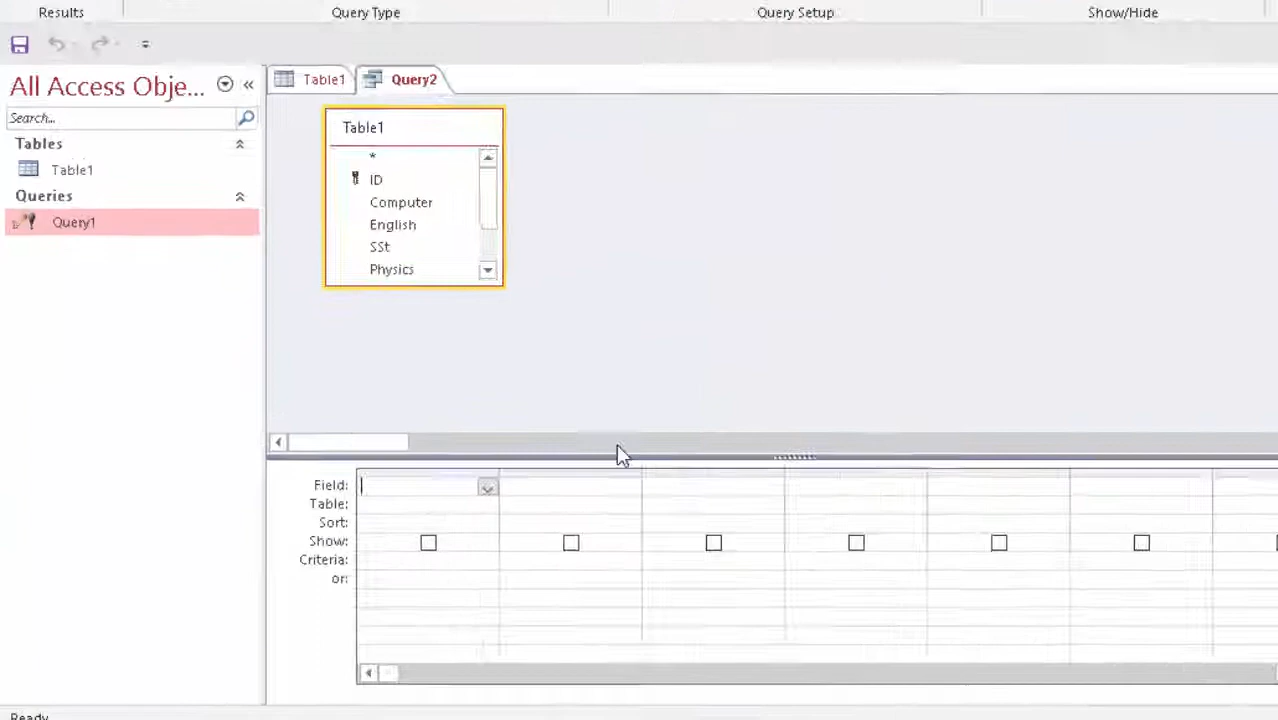 Results
Query Type
Query Setup
Show/Hide
All Access Obje...
Search...
Tables
Table1
Queries
Query1
Table1
Query2
Table1
*
ID
Computer
English
SSt
Physics
Field:
Table:
Sort:
Show:
Criteria:
or:
Ready